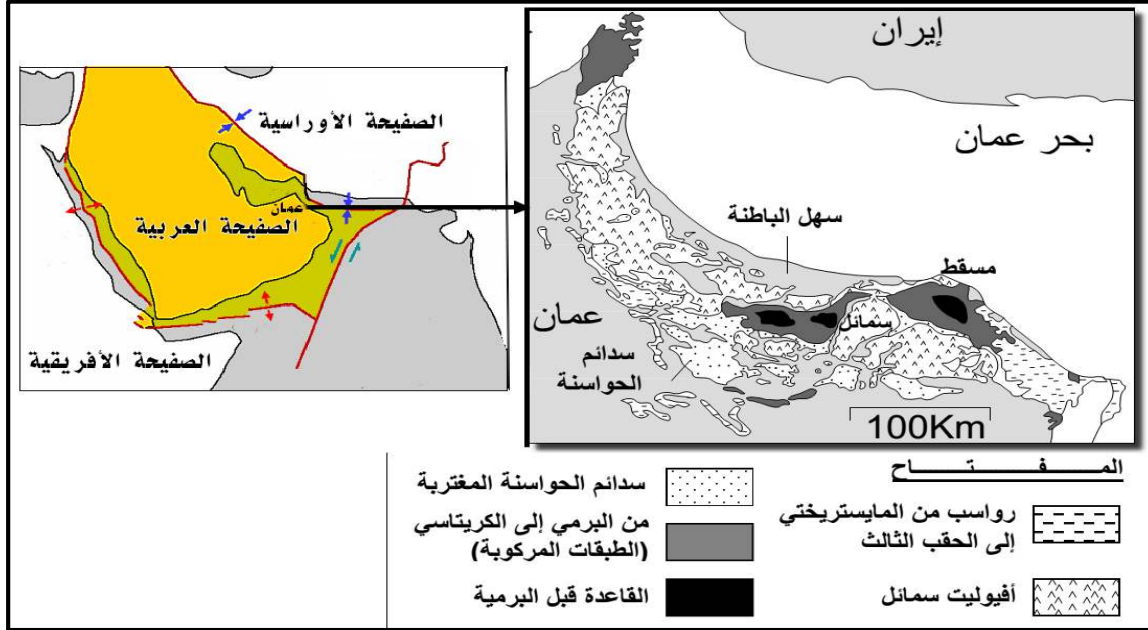 إيران
بحر عمان
سهل الباطنة
مسقط
سمائل
عمان
سدائم
الحواسنة
100Km
الصفيحة الأوراسية
عمان
الصفيحة العربية
الصفيحة الأفريقية
المـفـتـاح
رواسب من المايستريختي
إلى الحقب الثالث
أفيوليت سمائل
سدائم الحواسنة المغتربة
من البرمي إلى الكريتاسي
(الطبقات المركوبة)
القاعدة قبل البرمية